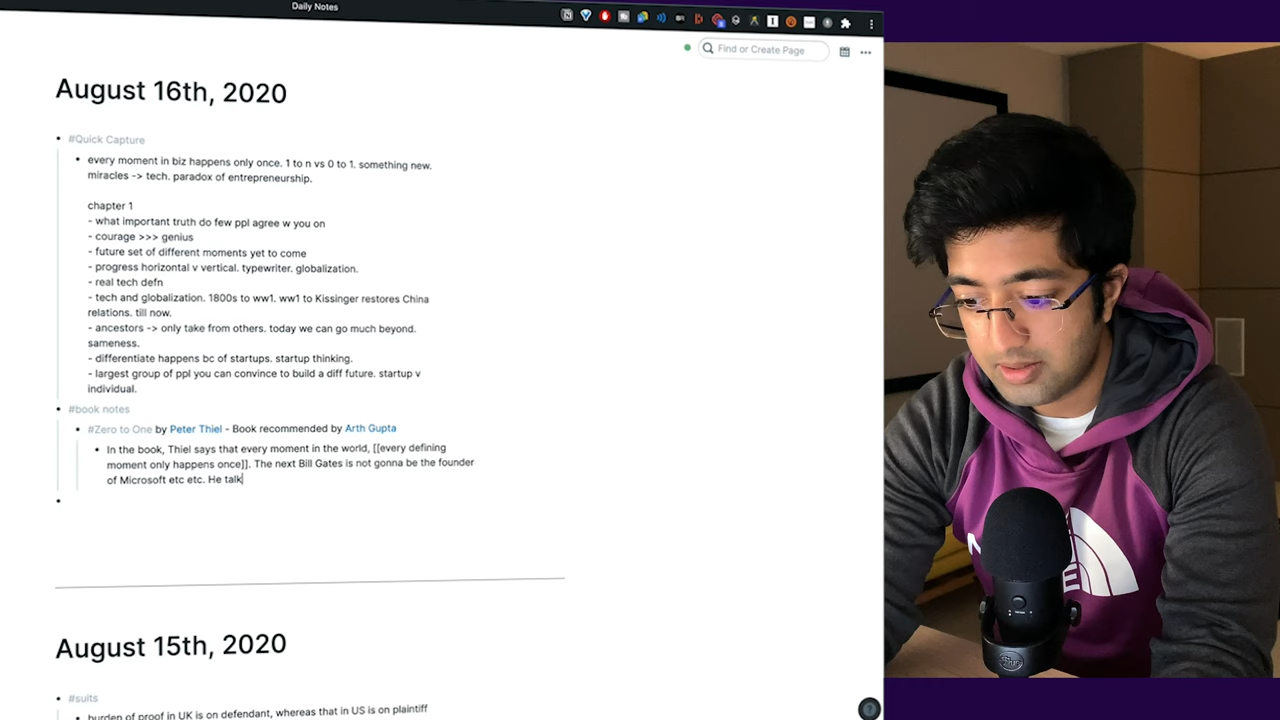 Daily Notes
Find or Create Page
August 16th, 2020
#Quick Capture
every moment in biz happens only once. 1 to n vs 0 to 1. something new.
miracles -> tech. paradox of entrepreneurship.
chapter 1
- what important truth do few ppl agree w you on
- courage >>> genius
- future set of different moments yet to come
- progress horizontal v vertical. typewriter. globalization.
- real tech defn
- tech and globalization. 1800s to ww1. ww1 to Kissinger restores China
relations. till now.
- ancestors -> only take from others. today we can go much beyond.
sameness.
- differentiate happens bc of startups. startup thinking.
- largest group of ppl you can convince to build a diff future. startup v
individual.
#book notes
#Zero to One by Peter Thiel - Book recommended by Arth Gupta
In the book, Thiel says that every moment in the world, [[every defining
moment only happens once]]. The next Bill Gates is not gonna be the founder
of Microsoft etc etc. He talk
August 15th, 2020
#suits
burden of proof in UK is on defendant, whereas that in US is on plaintiff